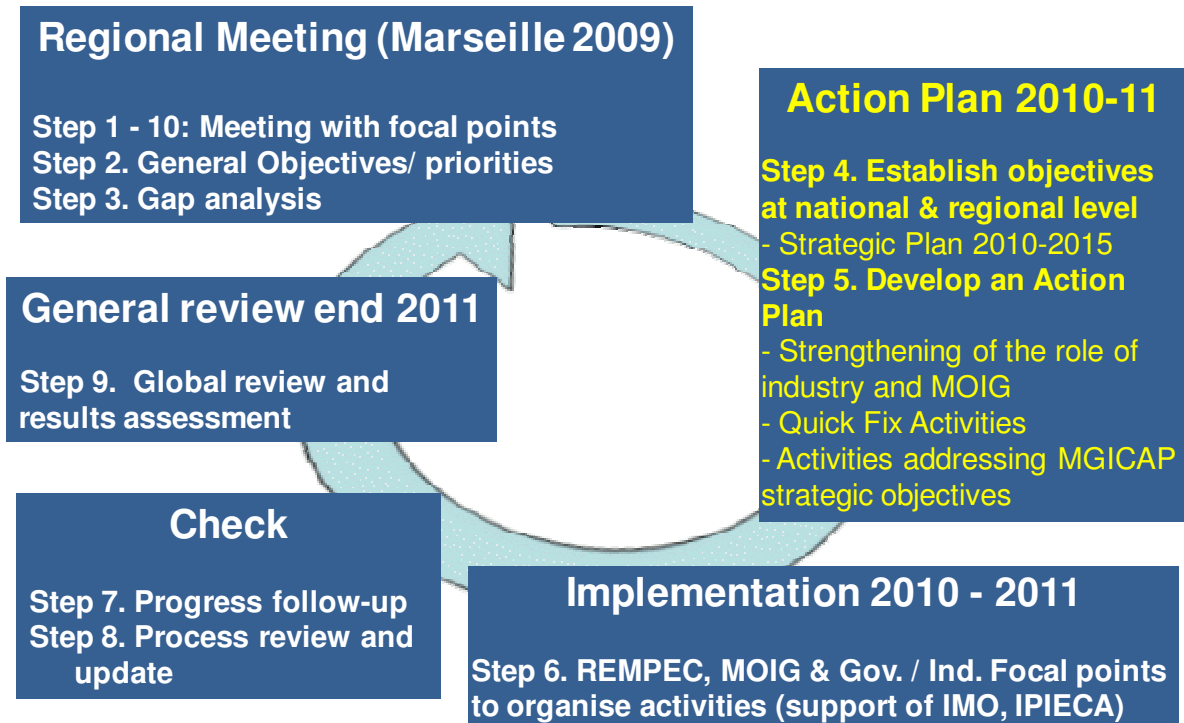 Regional Meeting (Marseille 2009)
Step 1 - 10: Meeting with focal points
Step 2. General Objectives/ priorities
Step 3. Gap analysis
Action Plan 2010-11
Step 4. Establish objectives
at national & regional level
- Strategic Plan 2010-2015
Step 5. Develop an Action
Plan
- Strengthening of the role of
industry and MOIG
- Quick Fix Activities
- Activities addressing MGICAP
strategic objectives
Implementation 2010 - 2011
Step 6. REMPEC, MOIG & Gov. / Ind. Focal points
to organise activities (support of IMO, IPIECA)
Check
Step 7. Progress follow-up
Step 8. Process review and
update
General review end 2011
Step 9. Global review and
results assessment